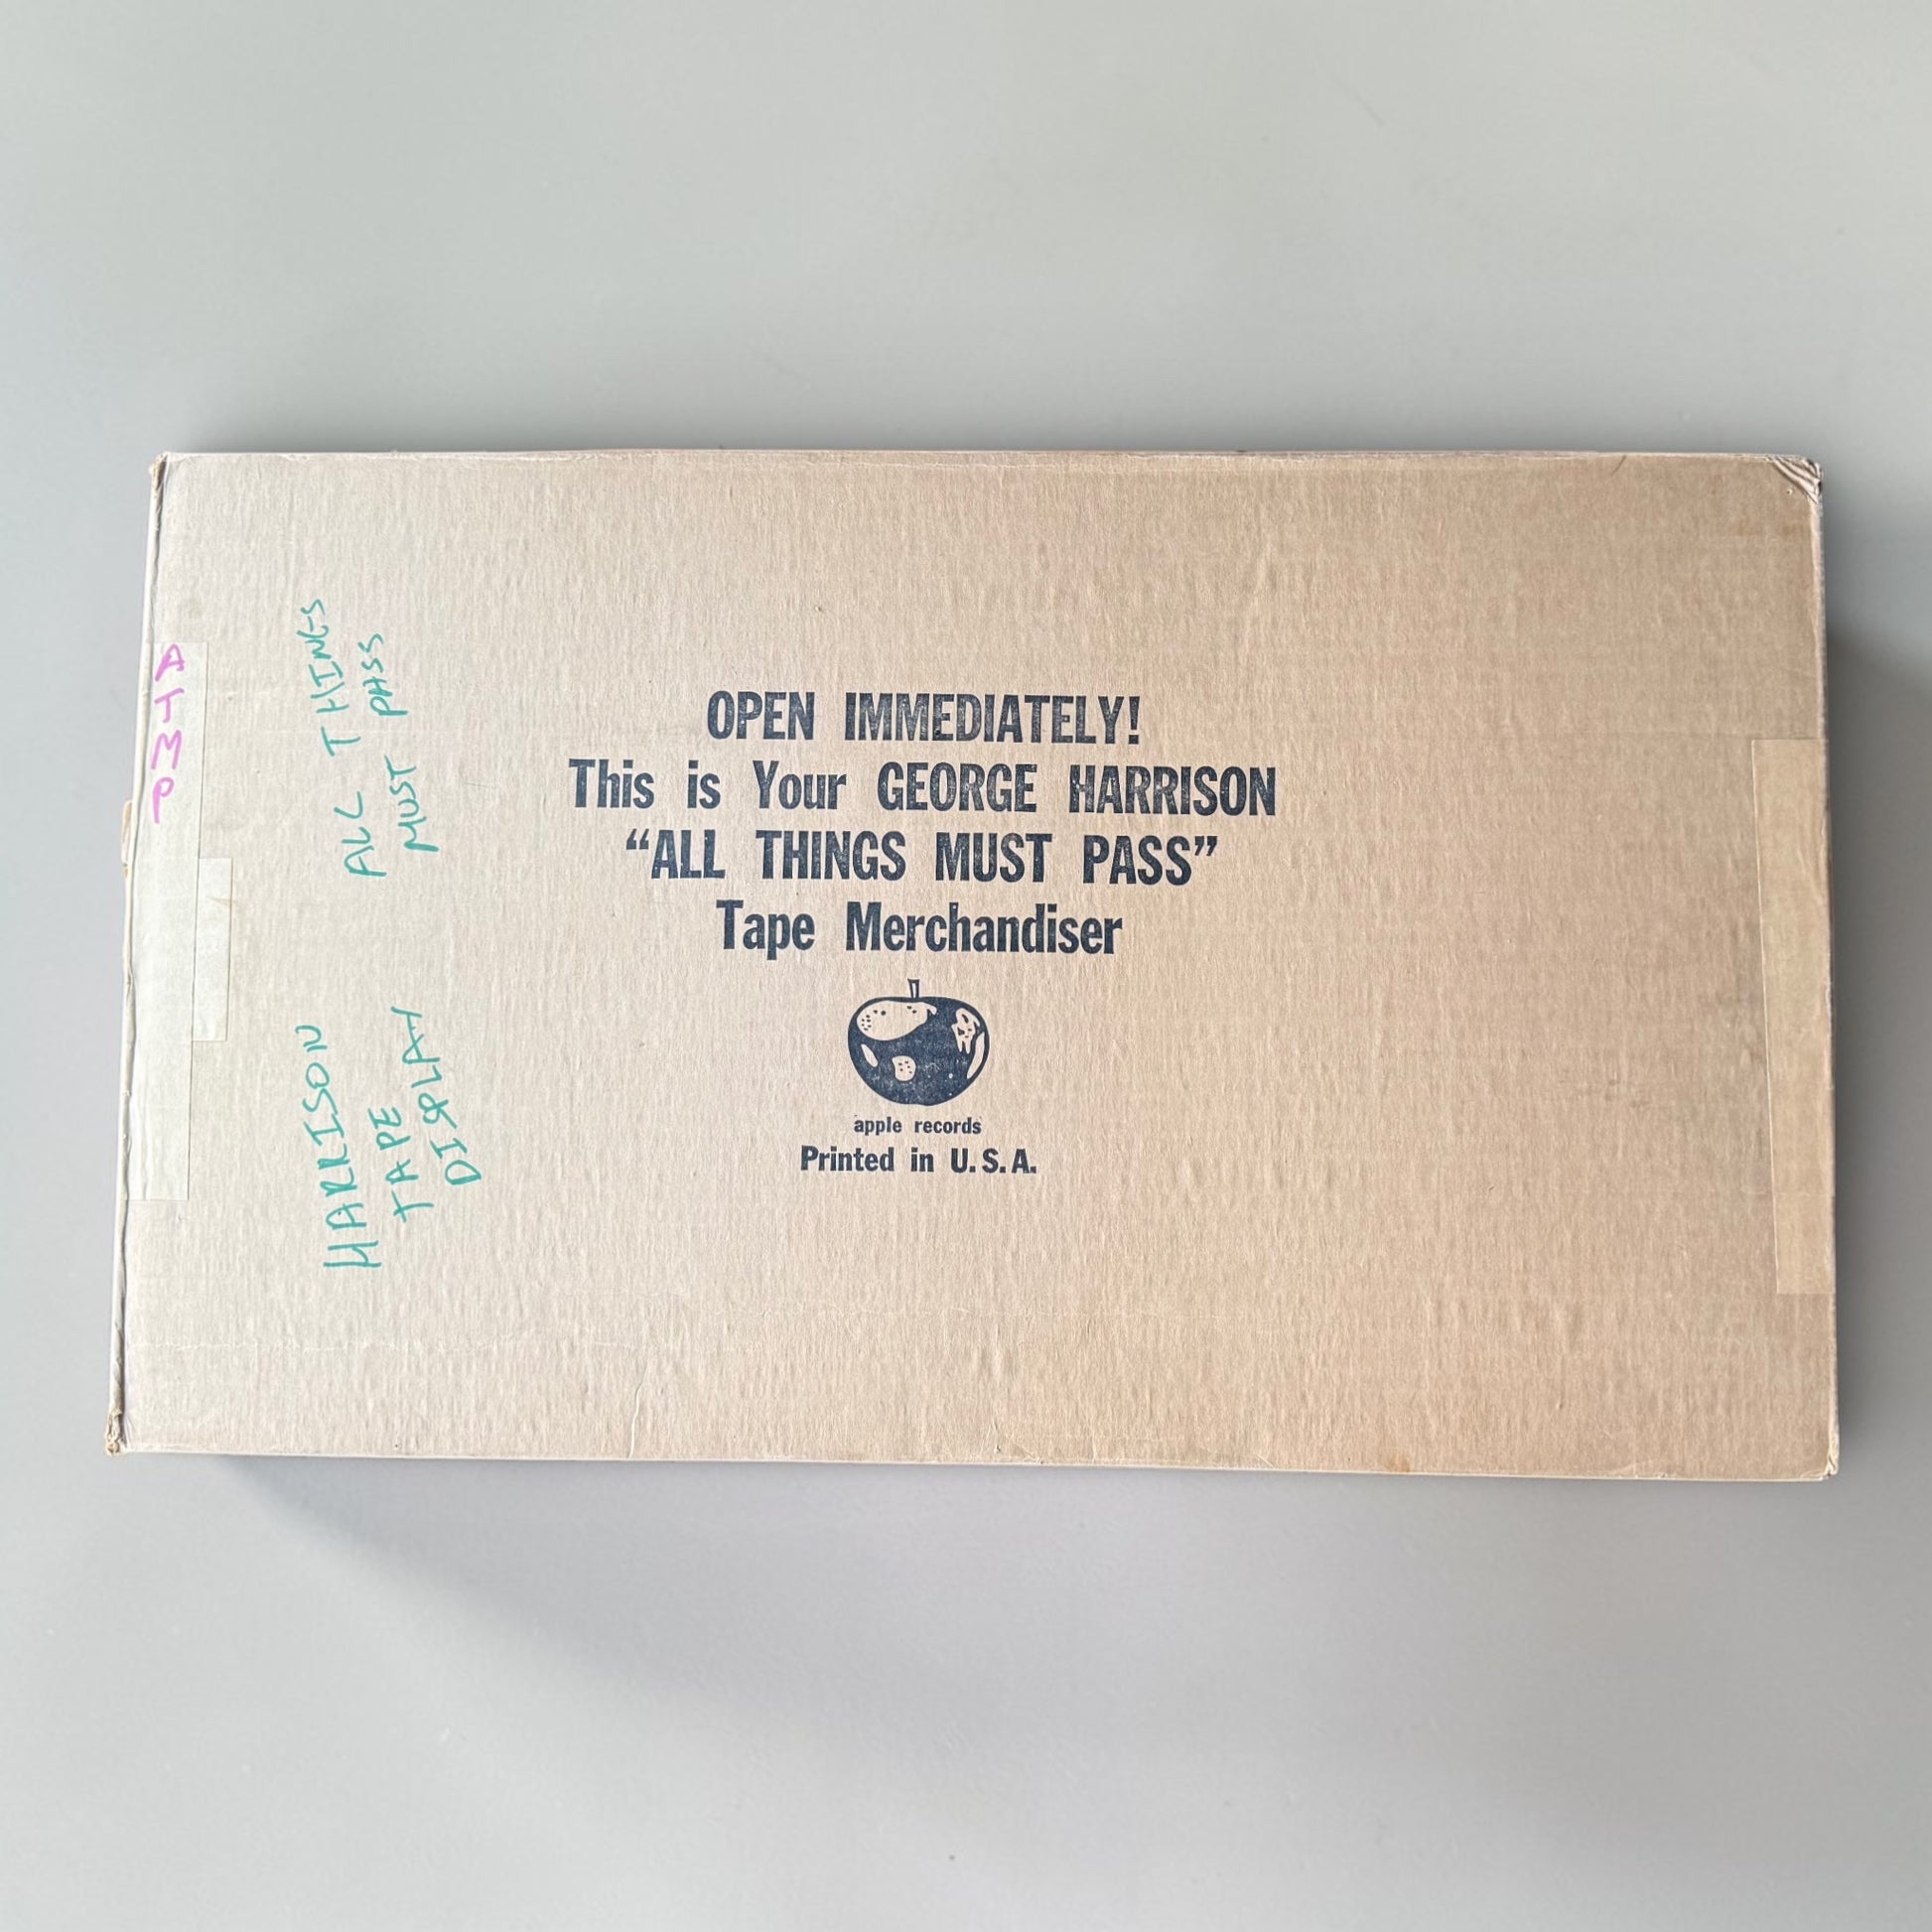 OPEN IMMEDIATELY!
This is Your GEORGE HARRISON
“ALL THINGS MUST PASS”
Tape Merchandiser
apple records
Printed in U.S.A.
ATMP
ALL THINGS
MUST PASS
HARRISON
TAPE
DISPLAY